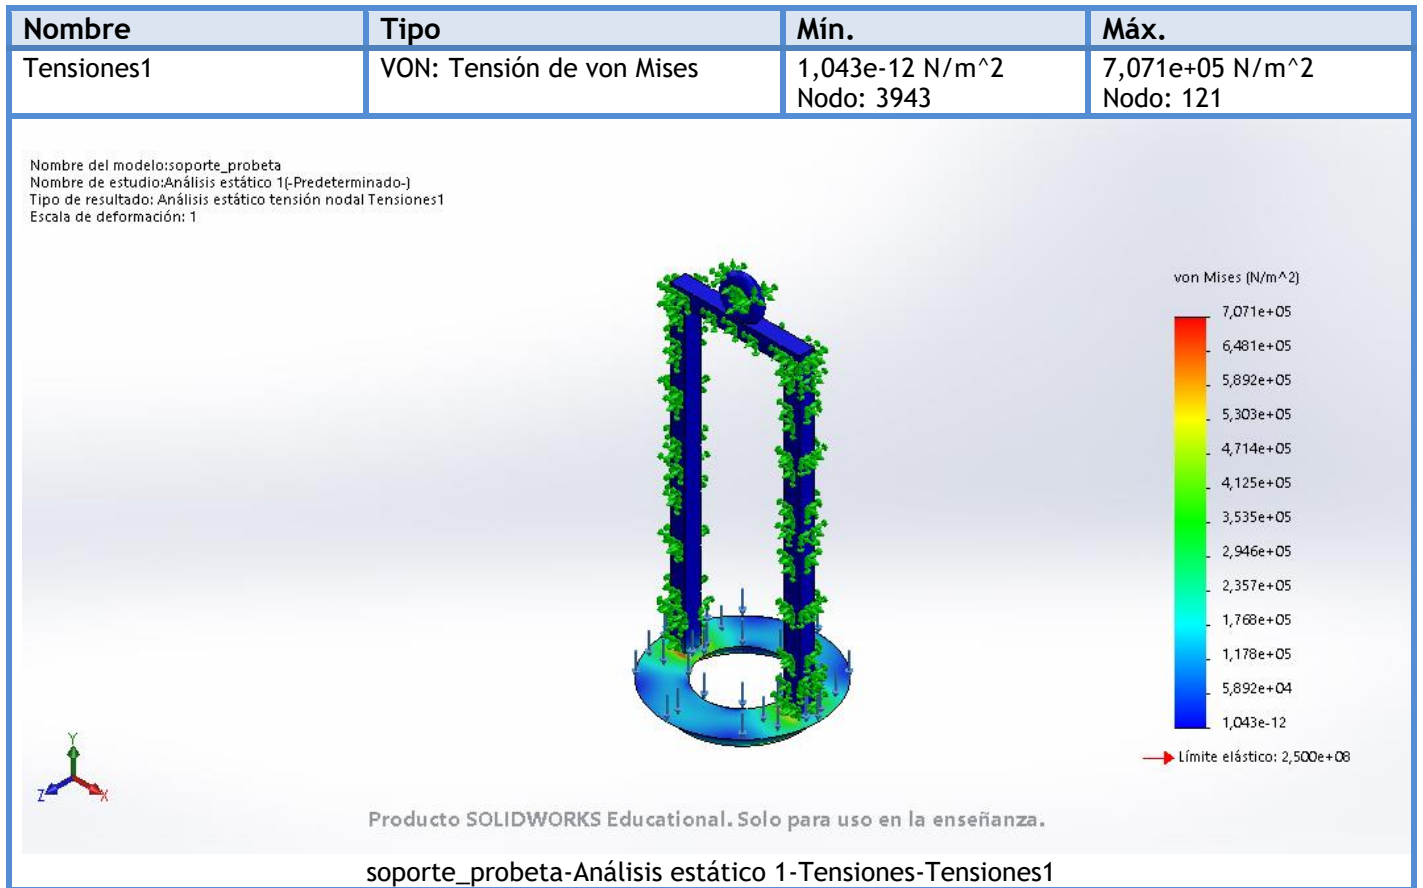 Nombre Tipo Mín. Máx.
Tensiones1 VON: Tensión de von Mises 1,043e-12 N/m^2 7,071e+05 N/m^2
Nodo: 3943 Nodo: 121
Nombre del modelo:soporte_probeta
Nombre de estudio:Análisis estático 1(-Predeterminado-)
Tipo de resultado: Análisis estático tensión nodal Tensiones1
Escala de deformación: 1
von Mises (N/m^2)
7,071e+05
6,481e+05
5,892e+05
5,303e+05
4,714e+05
4,125e+05
3,535e+05
2,946e+05
2,357e+05
1,768e+05
1,178e+05
5,892e+04
1,043e-12
Límite elástico: 2,500e+08
Y
Z X
Producto SOLIDWORKS Educational. Solo para uso en la enseñanza.
soporte_probeta-Análisis estático 1-Tensiones-Tensiones1